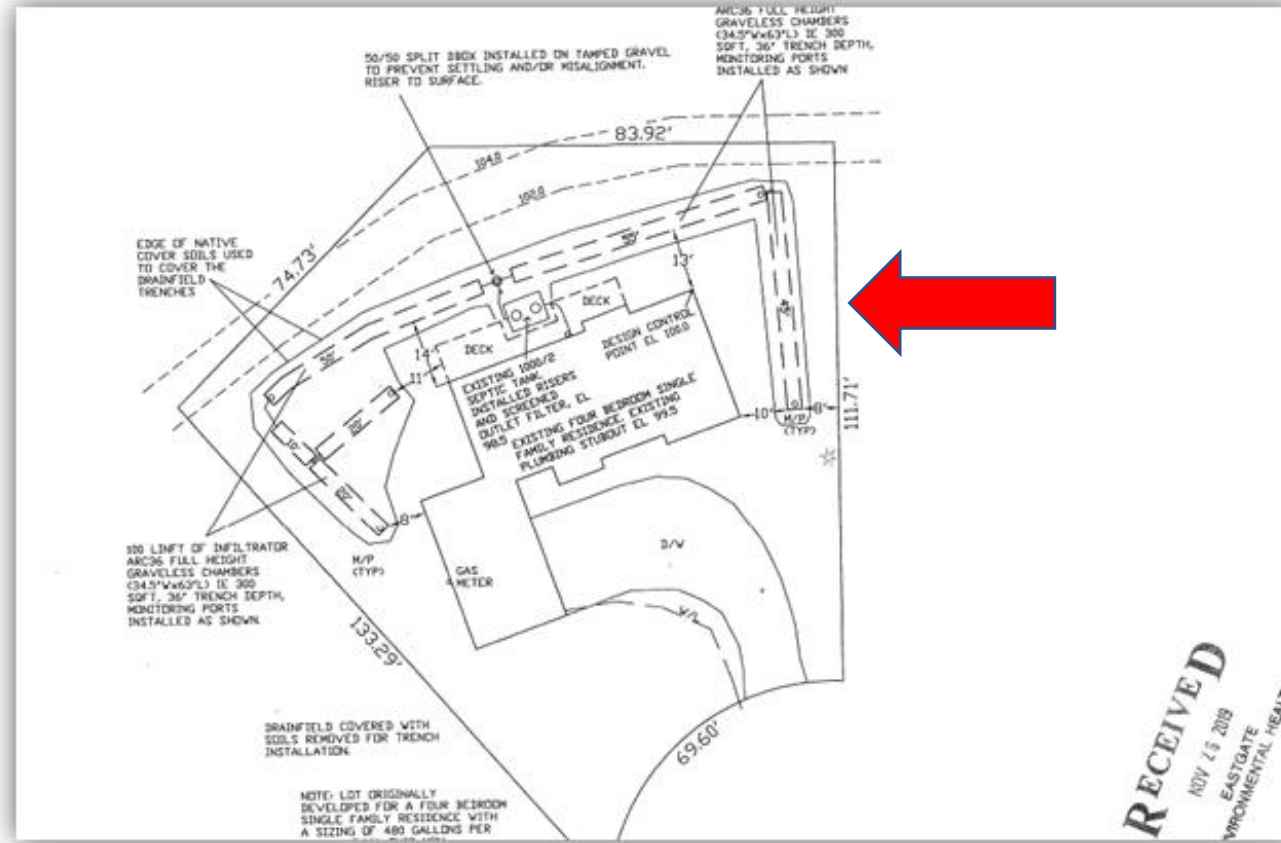 ARC36 FULL HEIGHT
GRAVELESS CHAMBERS
(34.5"Wx63"L) IE 300
SQFT, 36" TRENCH DEPTH,
MONITORING PORTS
INSTALLED AS SHOWN
50/50 SPLIT DBOX INSTALLED ON TAMPED GRAVEL
TO PREVENT SETTLING AND/OR MISALIGNMENT.
RISER TO SURFACE.
83.92'
104.0
102.0
74.73'
EDGE OF NATIVE
COVER SOILS USED
TO COVER THE
DRAINFIELD
TRENCHES
55'
13'
45'
50'
DECK
DECK
14'
11'
DESIGN CONTROL
POINT EL 100.0
EXISTING 1000/2
SEPTIC TANK.
INSTALLED RISERS
AND SCREENED
OUTLET FILTER, EL
98.5
EXISTING FOUR BEDROOM SINGLE
FAMILY RESIDENCE, EXISTING
PLUMBING STUBOUT EL 99.5
20'
10'
20'
8'
10'
8'
M/P
(TYP)
111.71'
100 LINFT OF INFILTRATOR
ARC36 FULL HEIGHT
GRAVELESS CHAMBERS
(34.5"Wx63"L) IE 300
SQFT, 36" TRENCH DEPTH,
MONITORING PORTS
INSTALLED AS SHOWN.
M/P
(TYP)
GAS
METER
D/W
W
133.29'
69.60'
DRAINFIELD COVERED WITH
SOILS REMOVED FOR TRENCH
INSTALLATION.
NOTE: LOT ORIGINALLY
DEVELOPED FOR A FOUR BEDROOM
SINGLE FAMILY RESIDENCE WITH
A SIZING OF 480 GALLONS PER
RECEIVED
NOV 2019
EASTGATE